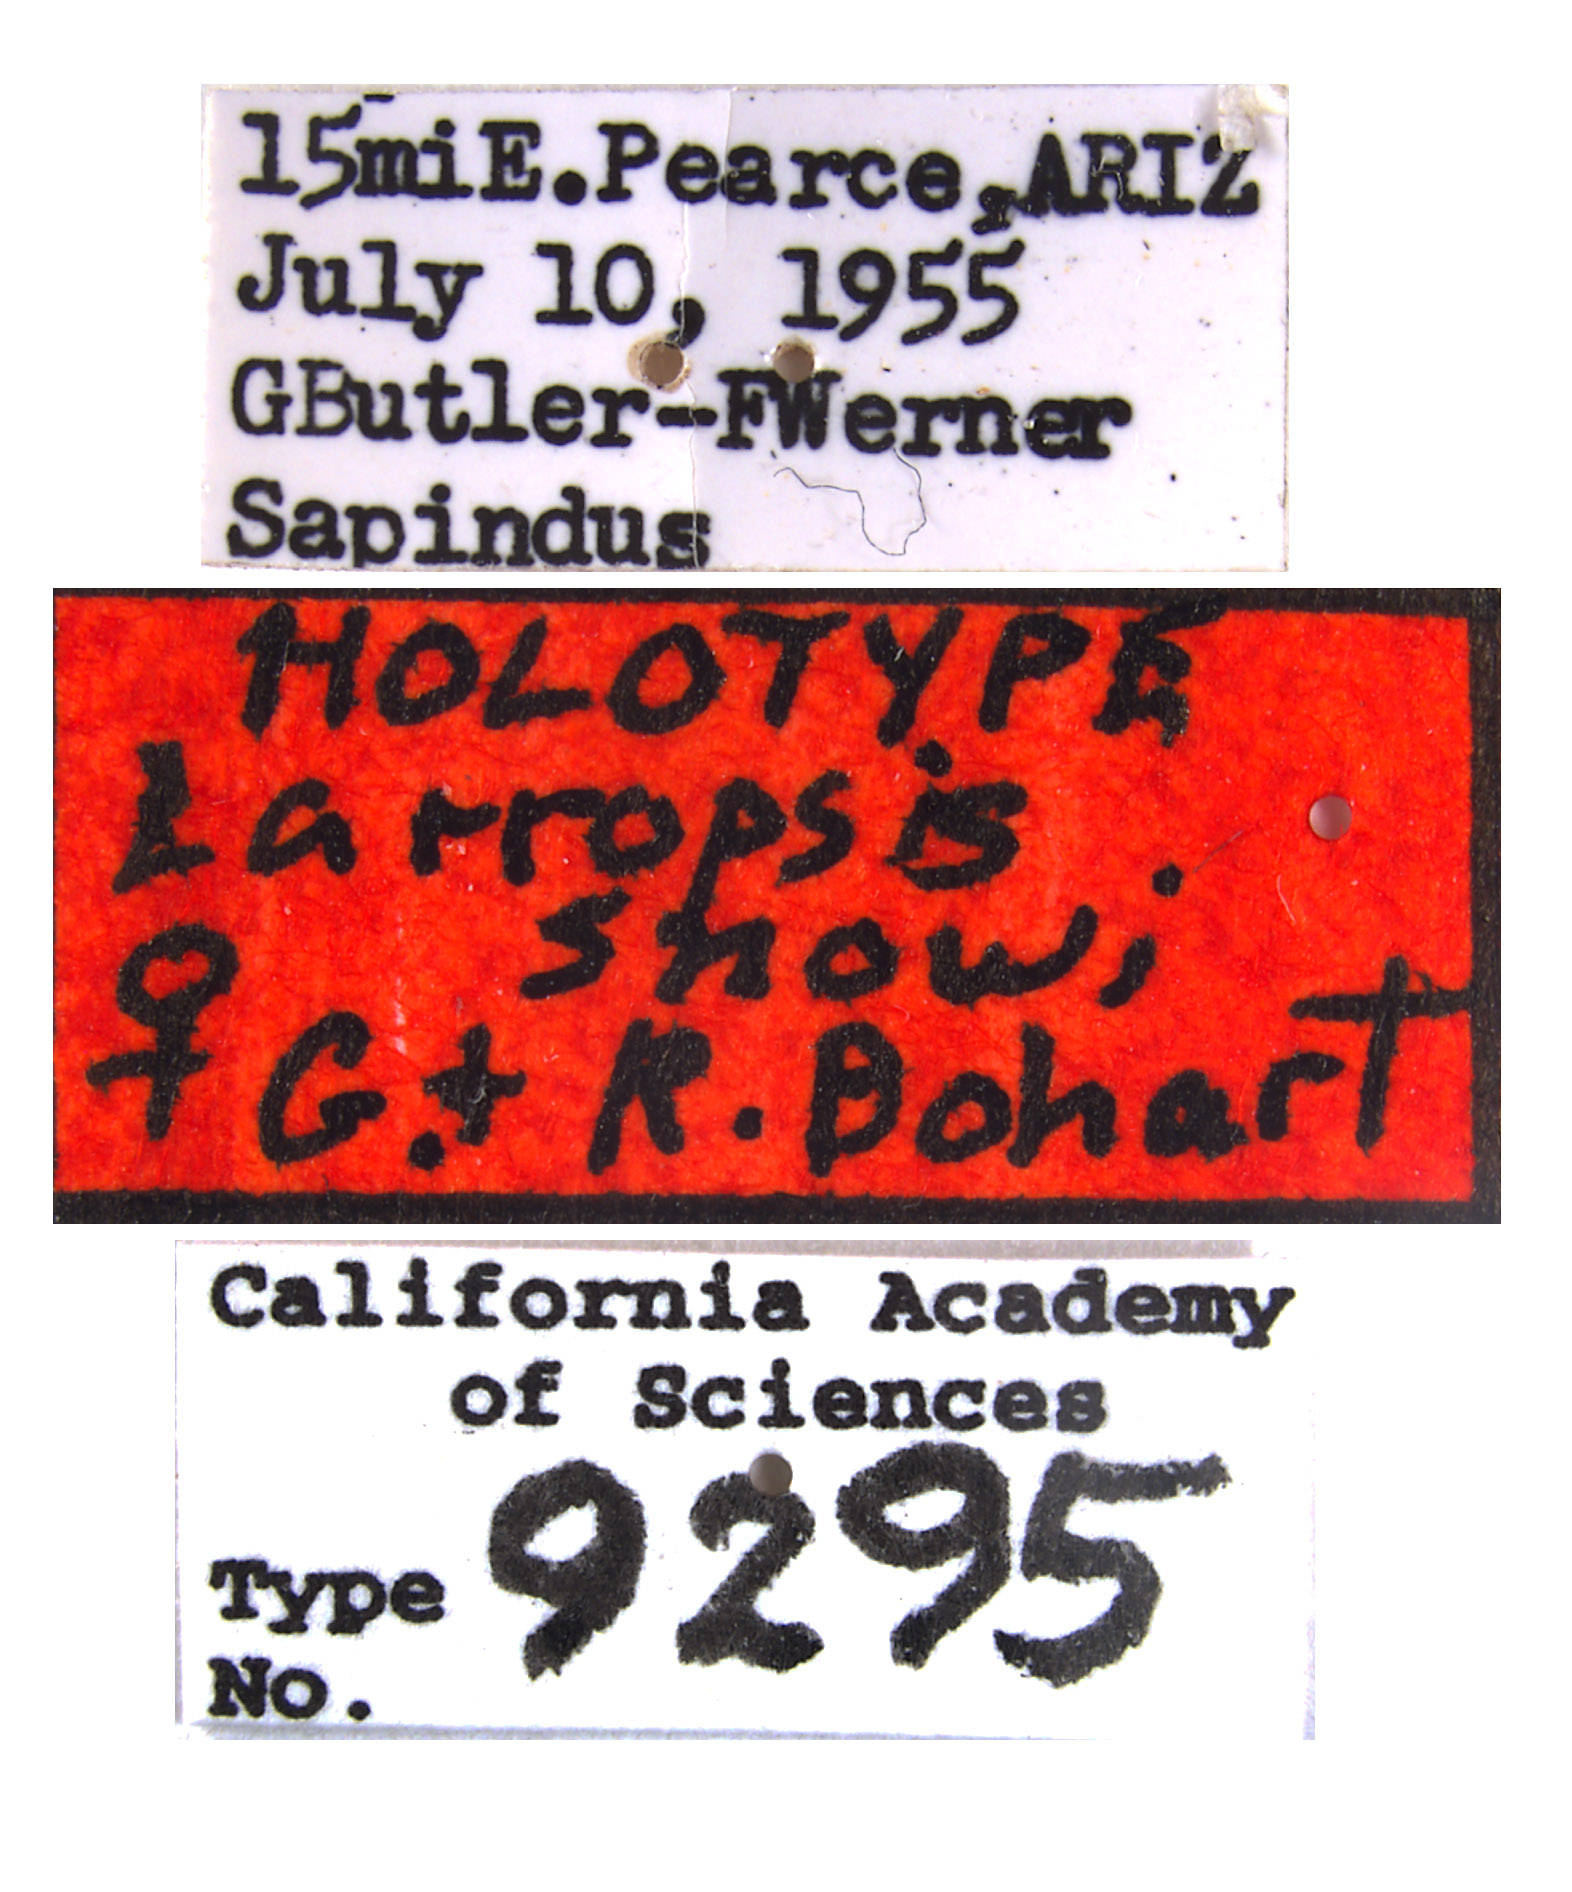 15miE.Pearce,ARIZ
July 10, 1955
GButler-FWerner
Sapindus
HOLOTYPE
Larropsis
snowi
♀ G.+ R. Bohart
California Academy
of Sciences
Type 9295
No.